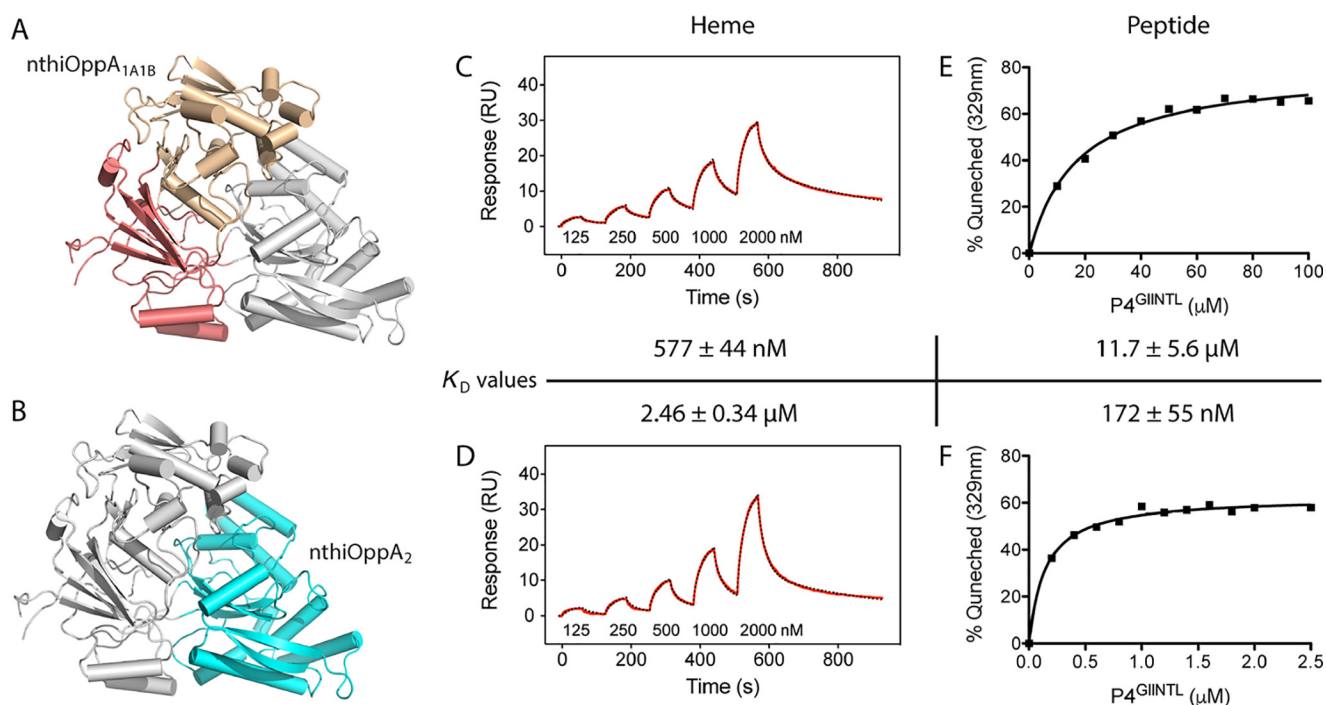 Heme
Peptide
A
nthiOppA1A1B
C
Response (RU)
40
30
20
10
0
125 250 500 1000 2000 nM
0 200 400 600 800
Time (s)
E
% Quneched (329nm)
80
60
40
20
0
0 20 40 60 80 100
P4GIINTL (μM)
577 ± 44 nM
11.7 ± 5.6 μM
KD values
2.46 ± 0.34 μM
172 ± 55 nM
B
nthiOppA2
D
Response (RU)
40
30
20
10
0
125 250 500 1000 2000 nM
0 200 400 600 800
Time (s)
F
% Quneched (329nm)
80
60
40
20
0
0.0 0.5 1.0 1.5 2.0 2.5
P4GIINTL (μM)